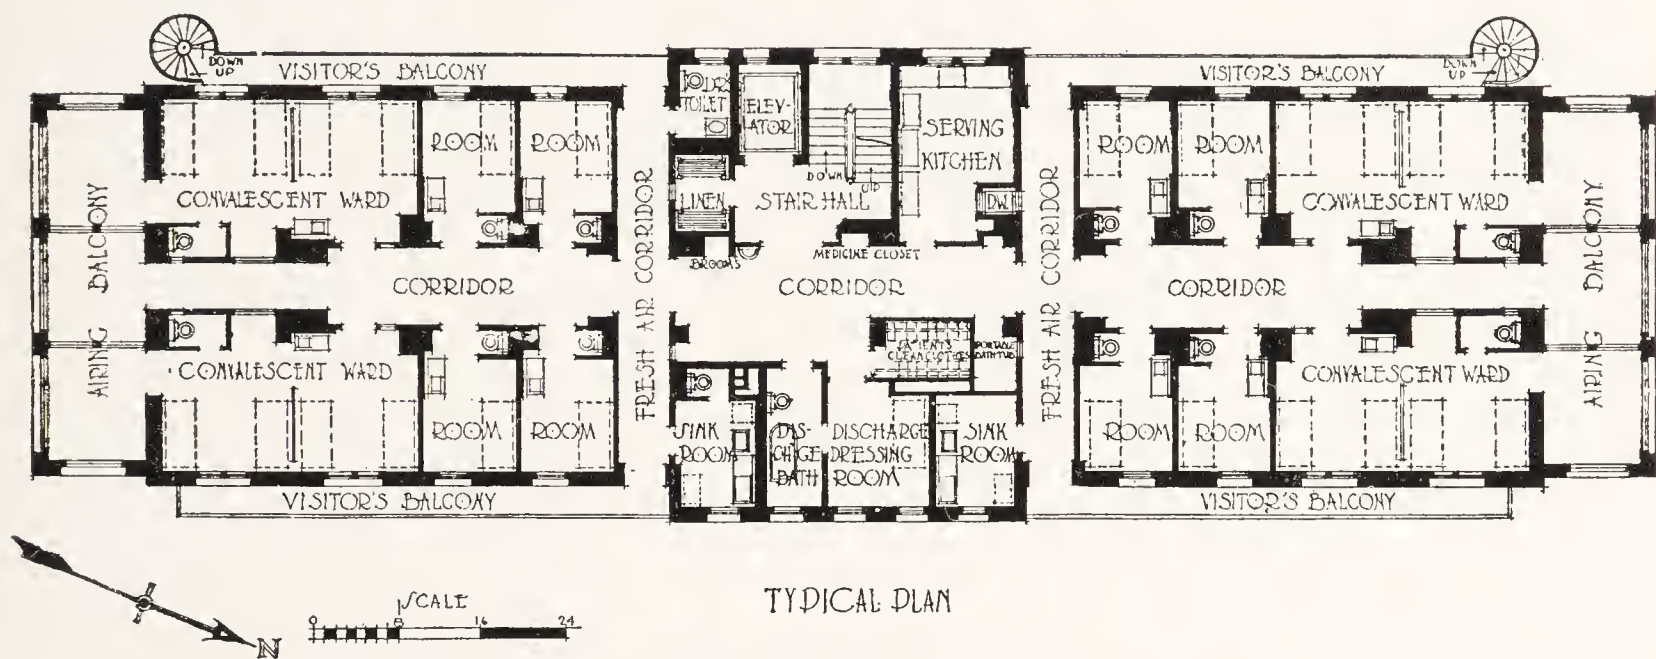 DOWN
UP
VISITOR'S BALCONY
DR'S
TOILET
ELEV-
ATOR
SERVING
KITCHEN
DOWN
UP
VISITOR'S BALCONY
DOWN
UP
AIRING BALCONY
CONVALESCENT WARD
ROOM
ROOM
FRESH AIR CORRIDOR
LINEN
STAIR HALL
D.W.
BROOMS
MEDICINE CLOSET
FRESH AIR CORRIDOR
ROOM
ROOM
CONVALESCENT WARD
AIRING BALCONY
CORRIDOR
CORRIDOR
CORRIDOR
CONVALESCENT WARD
ROOM
ROOM
PATIENTS
CLEAN CLOTHES
PORTABLE
BATH TUB
SINK
ROOM
DIS-
CH'GE
BATH
DISCHARGE
DRESSING
ROOM
SINK
ROOM
ROOM
ROOM
CONVALESCENT WARD
VISITOR'S BALCONY
VISITOR'S BALCONY
N
SCALE
0 8 16 24
TYPICAL PLAN